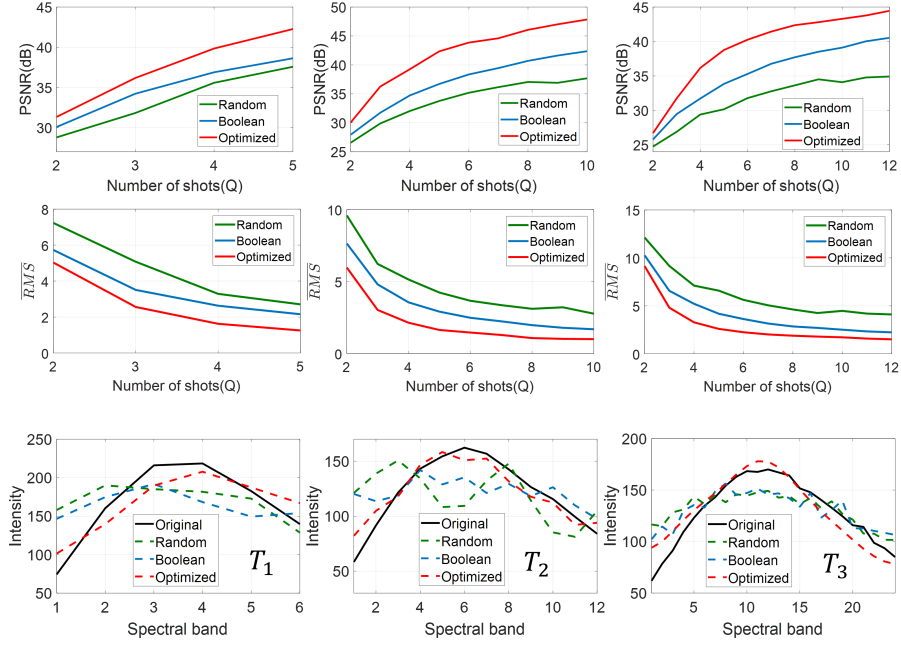 45
40
35
30
PSNR(dB)
2
3
4
5
Number of shots(Q)
Random
Boolean
Optimized
50
45
40
35
30
25
PSNR(dB)
2
4
6
8
10
Number of shots(Q)
Random
Boolean
Optimized
45
40
35
30
25
PSNR(dB)
2
4
6
8
10
12
Number of shots(Q)
Random
Boolean
Optimized
8
6
4
2
0
RMS
2
3
4
5
Number of shots(Q)
Random
Boolean
Optimized
10
5
0
RMS
2
4
6
8
10
Number of shots(Q)
Random
Boolean
Optimized
15
10
5
0
RMS
2
4
6
8
10
12
Number of shots(Q)
Random
Boolean
Optimized
250
200
150
100
50
Intensity
1
2
3
4
5
6
Spectral band
Original
Random
Boolean
Optimized
T1
150
100
50
Intensity
2
4
6
8
10
12
Spectral band
Original
Random
Boolean
Optimized
T2
200
150
100
50
Intensity
5
10
15
20
Spectral band
Original
Random
Boolean
Optimized
T3